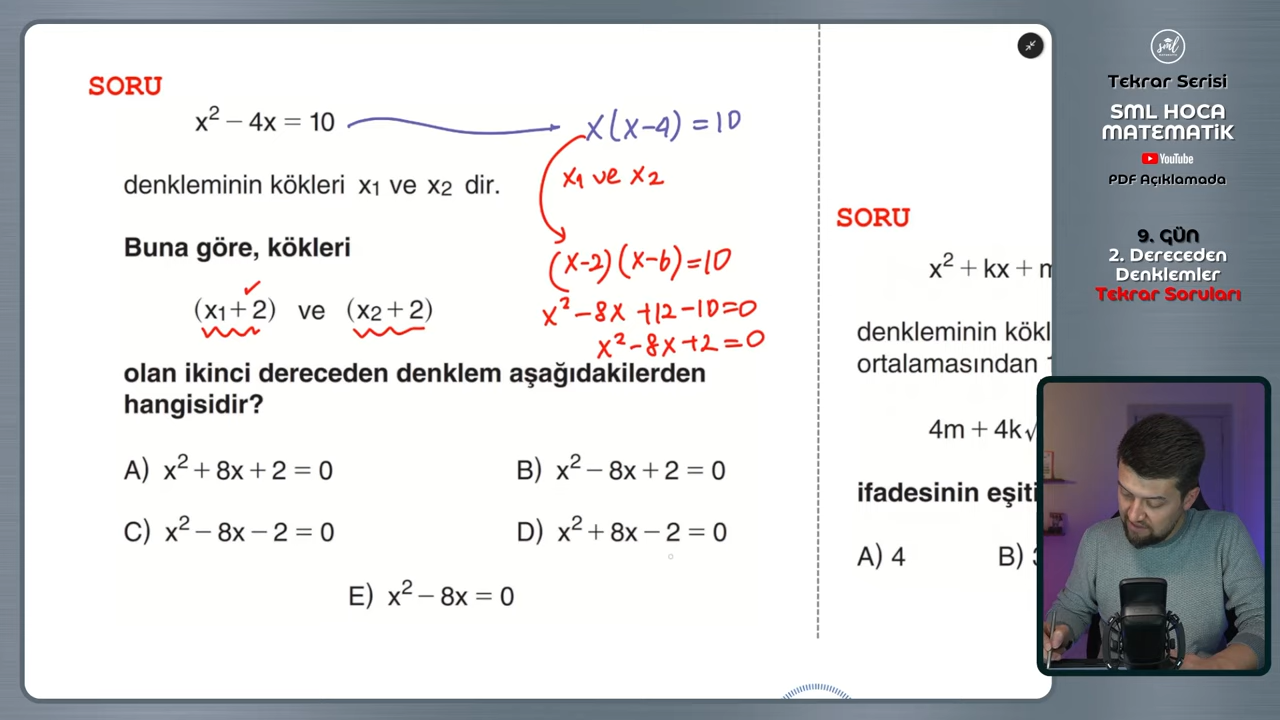 SORU
x² – 4x = 10
x(x-4) = 10
denkleminin kökleri x₁ ve x₂ dir.
x₁ ve x₂
Buna göre, kökleri
(x-2)(x-6)=10
(x₁+2) ve (x₂+2)
x²-8x+12-10=0
x²-8x+2=0
olan ikinci dereceden denklem aşağıdakilerden
hangisidir?
A) x² + 8x + 2 = 0
B) x² – 8x + 2 = 0
C) x² – 8x – 2 = 0
D) x² + 8x – 2 = 0
E) x² – 8x = 0
SORU
x² + kx + m
denkleminin kökl
ortalamasından
4m + 4k√
ifadesinin eşiti
A) 4
B)
sml
Tekrar Serisi
SML HOCA
MATEMATİK
YouTube
PDF Açıklamada
9. GÜN
2. Dereceden
Denklemler
Tekrar Soruları